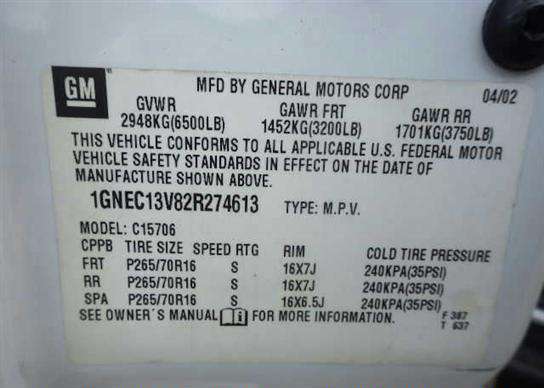 GM
MFD BY GENERAL MOTORS CORP 04/02
GVWR GAWR FRT GAWR RR
2948KG(6500LB) 1452KG(3200LB) 1701KG(3750LB)
THIS VEHICLE CONFORMS TO ALL APPLICABLE U.S. FEDERAL MOTOR
VEHICLE SAFETY STANDARDS IN EFFECT ON THE DATE OF
MANUFACTURE SHOWN ABOVE.
1GNEC13V82R274613 TYPE: M.P.V.
MODEL: C15706
CPPB TIRE SIZE SPEED RTG RIM COLD TIRE PRESSURE
FRT P265/70R16 S 16X7J 240KPA(35PSI)
RR P265/70R16 S 16X7J 240KPA(35PSI)
SPA P265/70R16 S 16X6.5J 240KPA(35PSI)
SEE OWNER'S MANUAL i FOR MORE INFORMATION. F 387
T 637